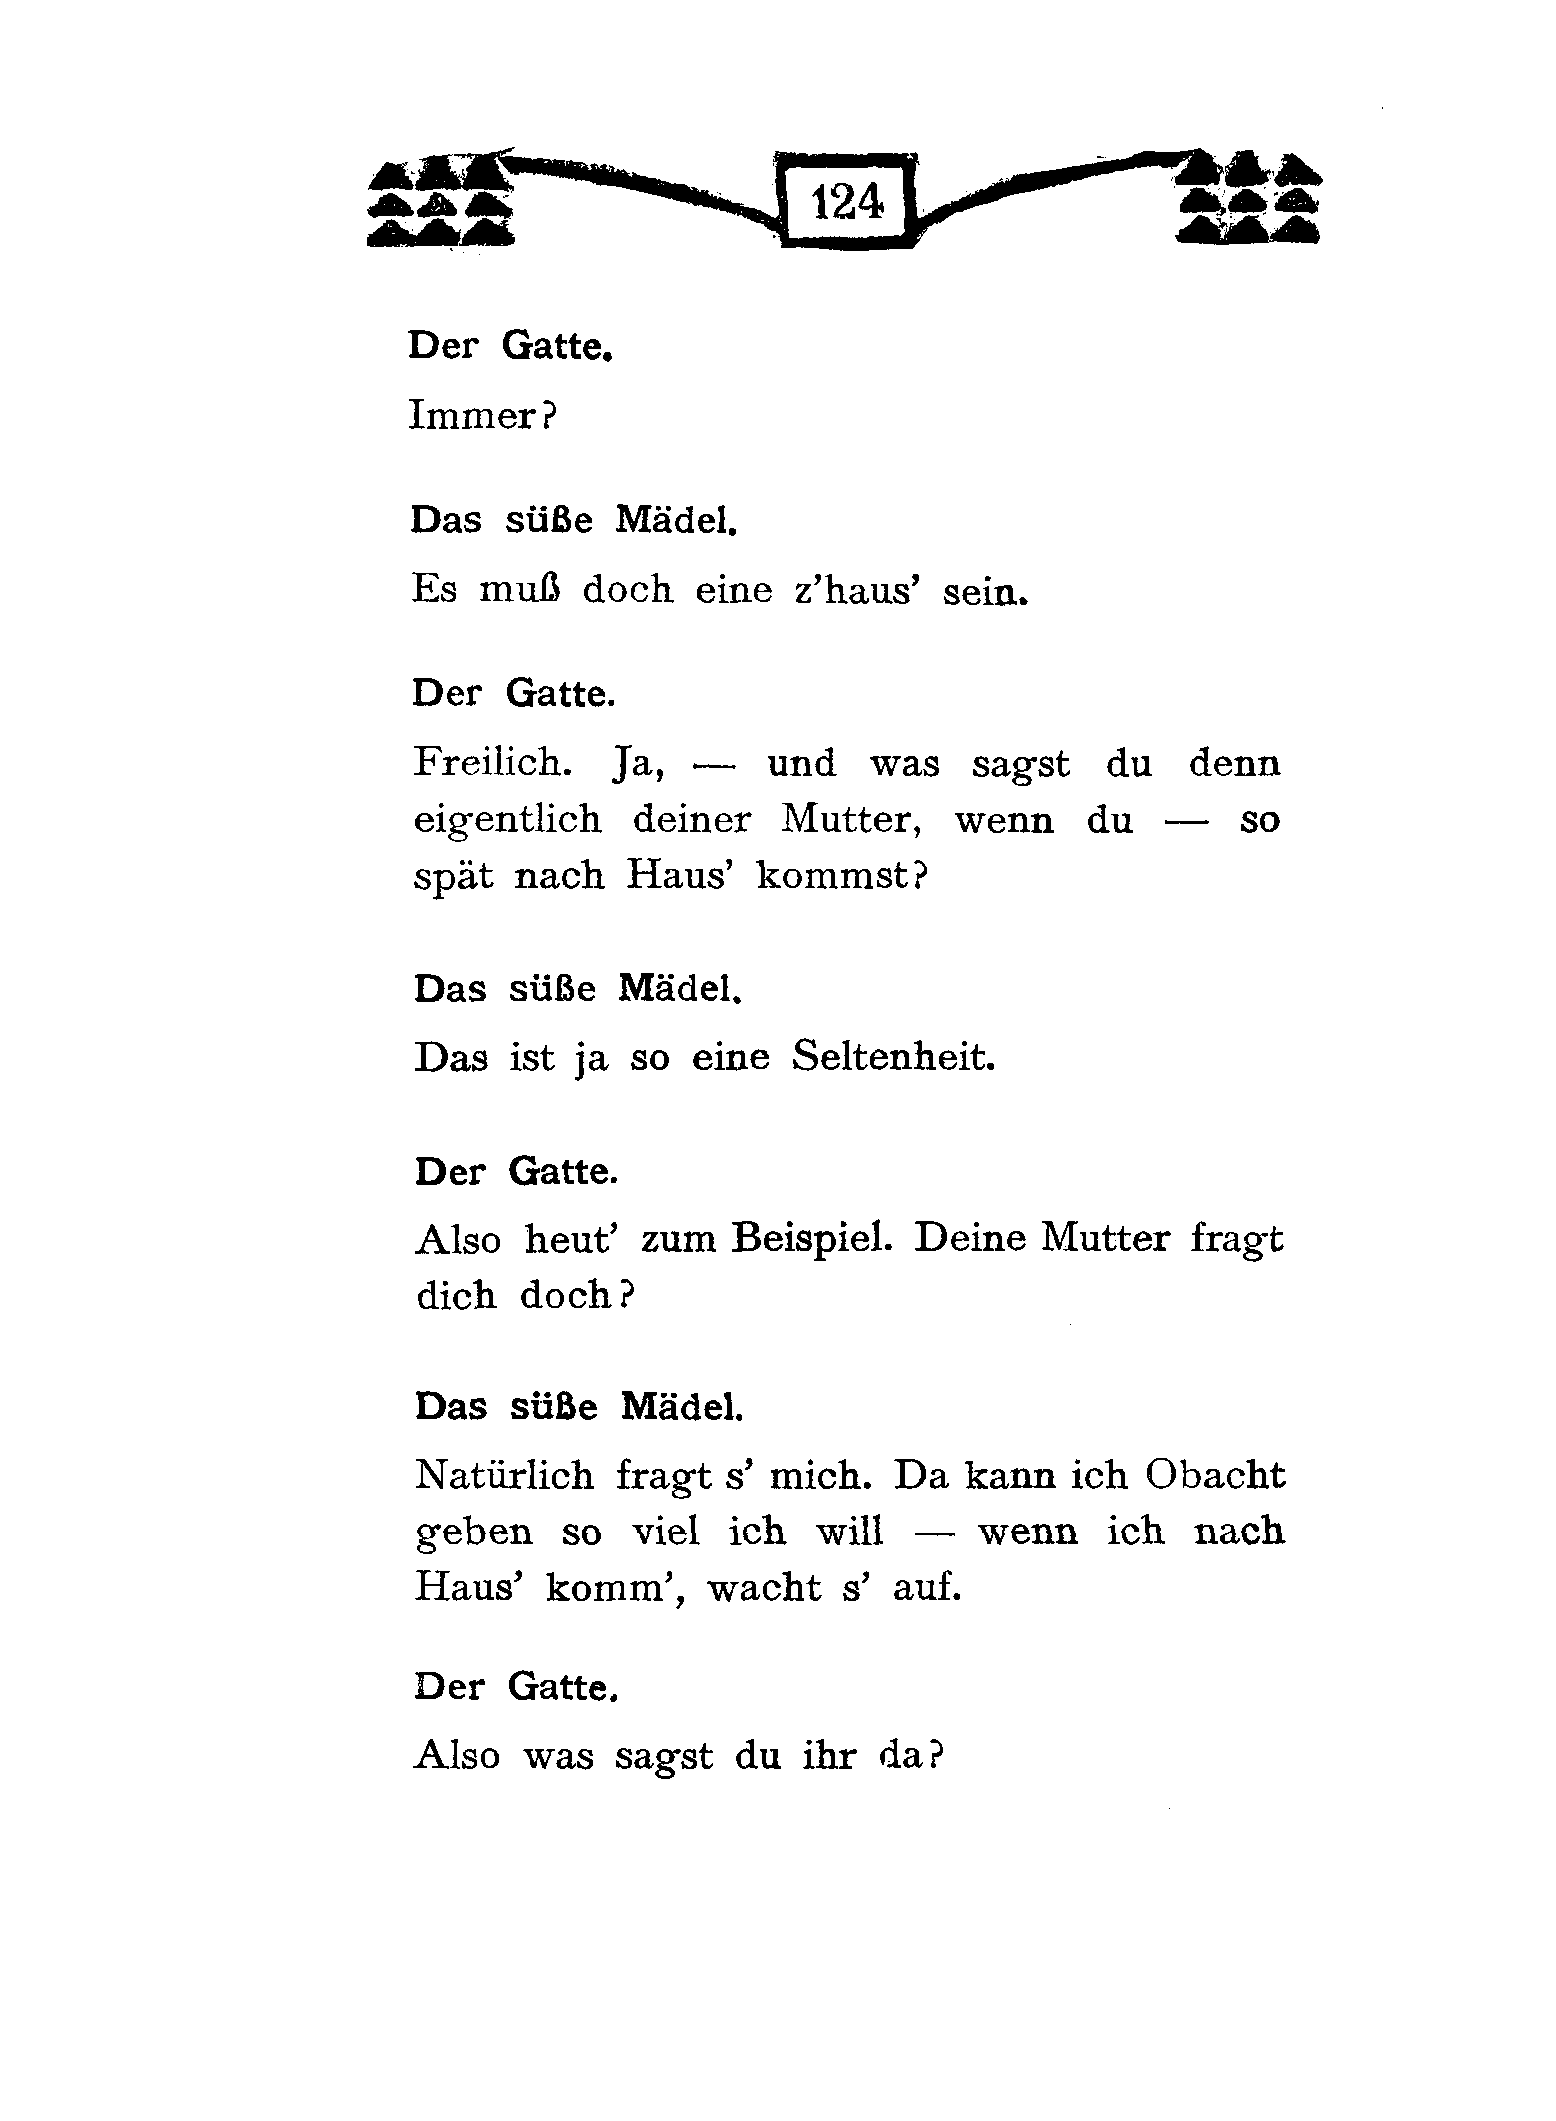 124
Der Gatte.
Immer?
Das süße Mädel.
Es muß doch eine z’haus’ sein.
Der Gatte.
Freilich. Ja, — und was sagst du denn
eigentlich deiner Mutter, wenn du — so
spät nach Haus’ kommst?
Das süße Mädel.
Das ist ja so eine Seltenheit.
Der Gatte.
Also heut’ zum Beispiel. Deine Mutter fragt
dich doch?
Das süße Mädel.
Natürlich fragt s’ mich. Da kann ich Obacht
geben so viel ich will — wenn ich nach
Haus’ komm’, wacht s’ auf.
Der Gatte.
Also was sagst du ihr da?